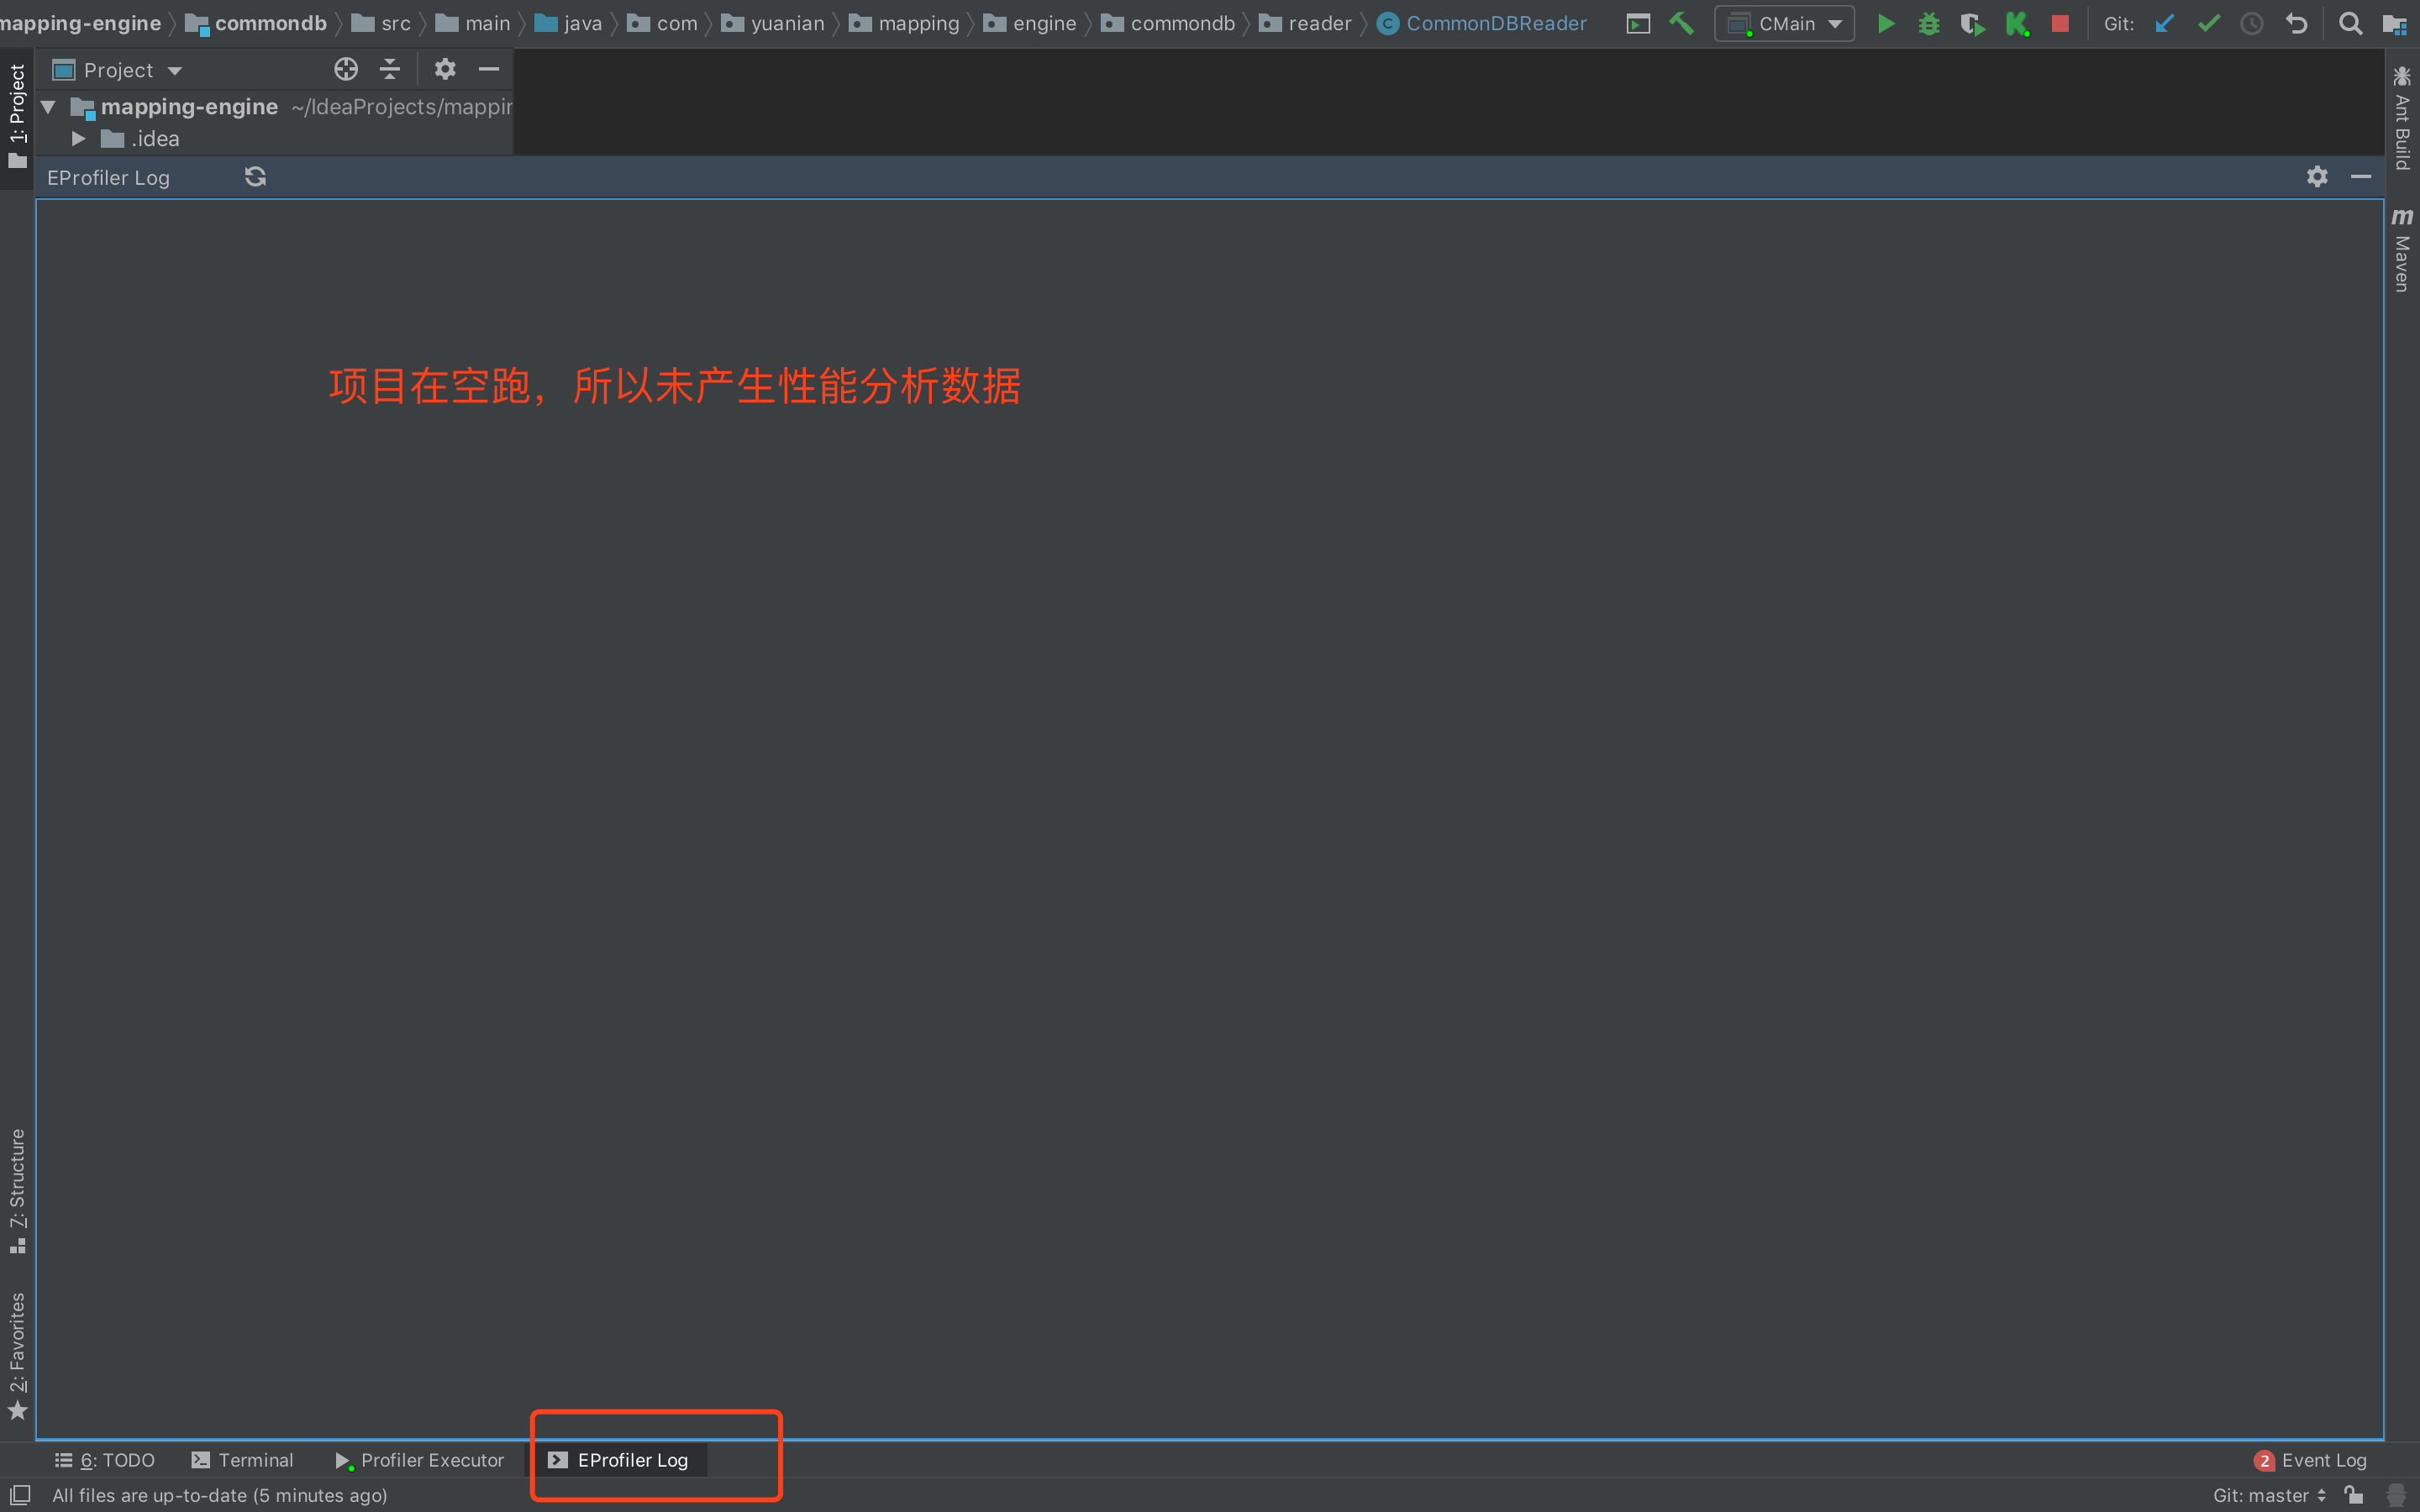 mapping-engine commondb src main java com yuanian mapping engine commondb reader C CommonDBReader CMain Git:
1: Project
Project
mapping-engine ~/IdeaProjects/mappin
.idea
EProfiler Log
Ant Build
m Maven
项目在空跑，所以未产生性能分析数据
7: Structure
2: Favorites
6: TODO Terminal Profiler Executor EProfiler Log 2 Event Log
All files are up-to-date (5 minutes ago) Git: master